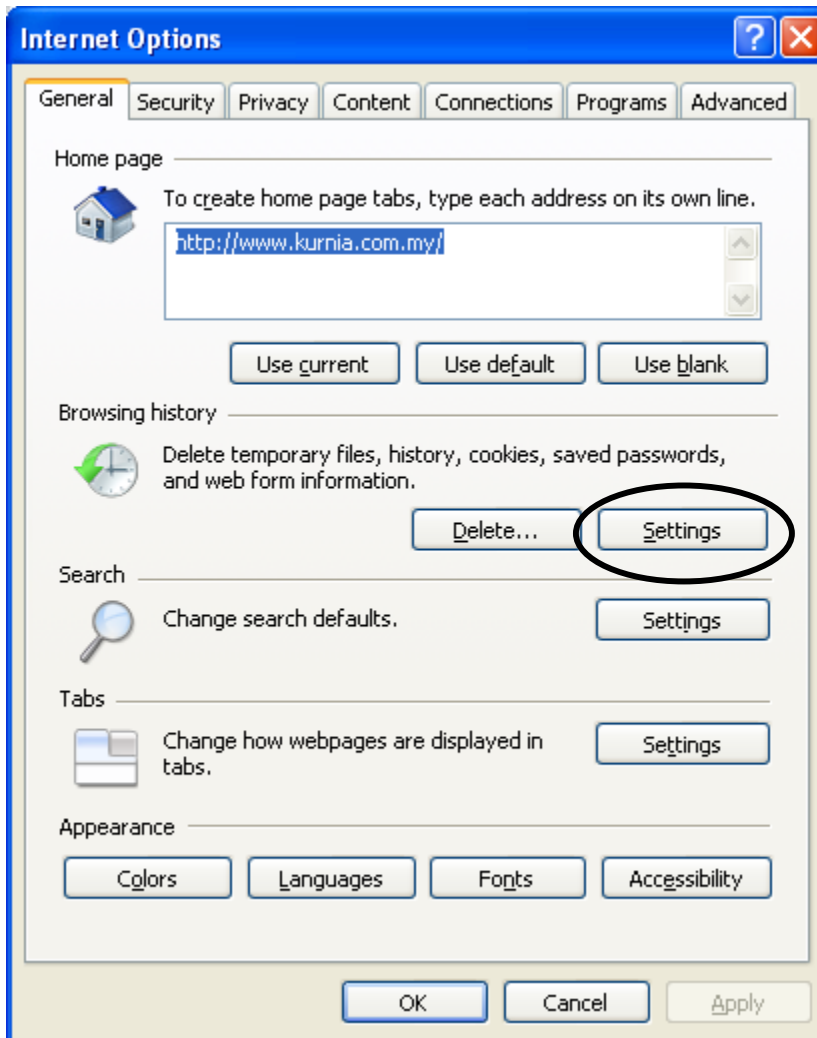 Internet Options
General Security Privacy Content Connections Programs Advanced
Home page
To create home page tabs, type each address on its own line.
http://www.kurnia.com.my/
Use current Use default Use blank
Browsing history
Delete temporary files, history, cookies, saved passwords,
and web form information.
Delete... Settings
Search
Change search defaults.
Settings
Tabs
Change how webpages are displayed in
tabs.
Settings
Appearance
Colors Languages Fonts Accessibility
OK Cancel Apply